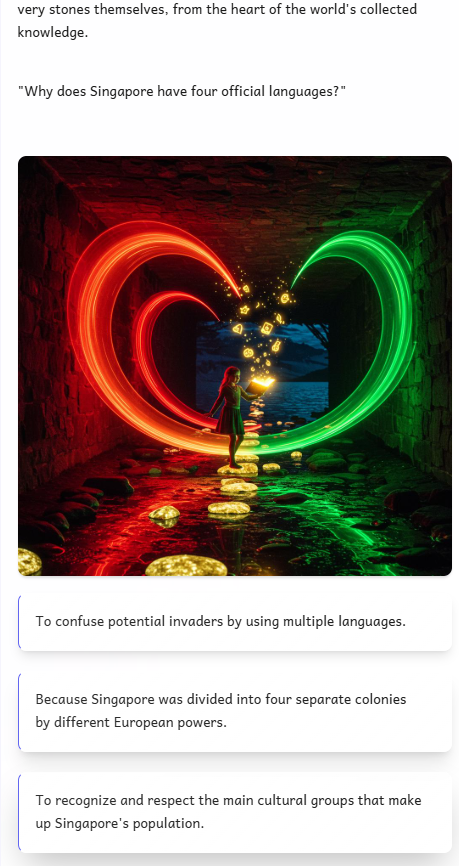 very stones themselves, from the heart of the world's collected
knowledge.
"Why does Singapore have four official languages?"
To confuse potential invaders by using multiple languages.
Because Singapore was divided into four separate colonies
by different European powers.
To recognize and respect the main cultural groups that make
up Singapore's population.